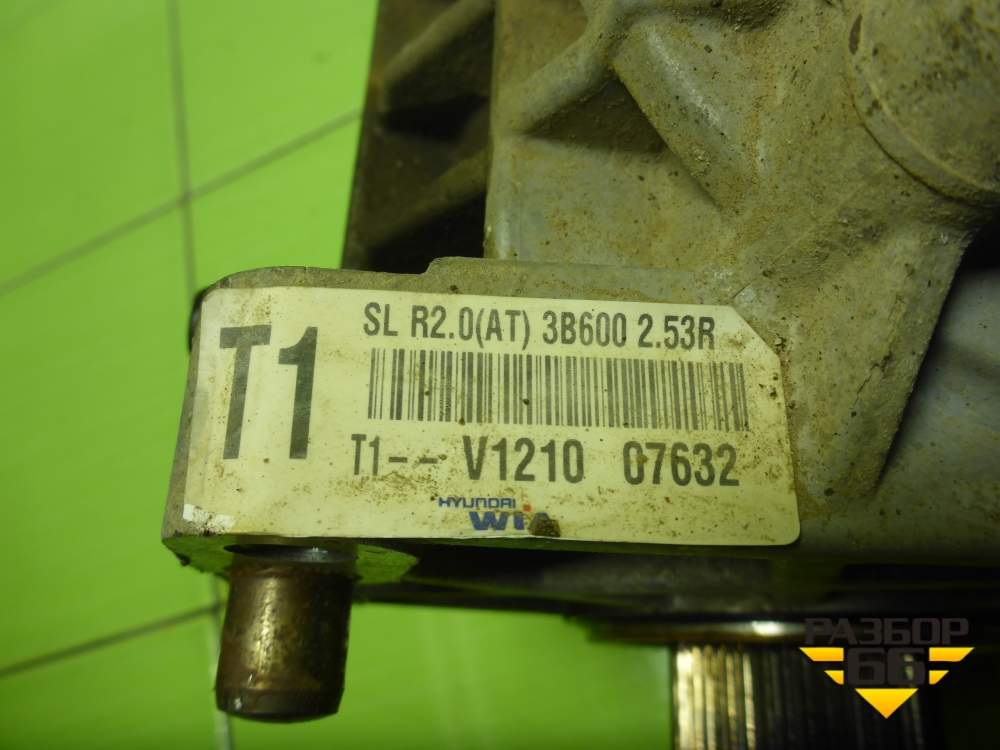 T1
SL R2.0(AT) 3B600 2.53R
T1-- V1210 07632
HYUNDAI
WIA
РАЗБОР
66